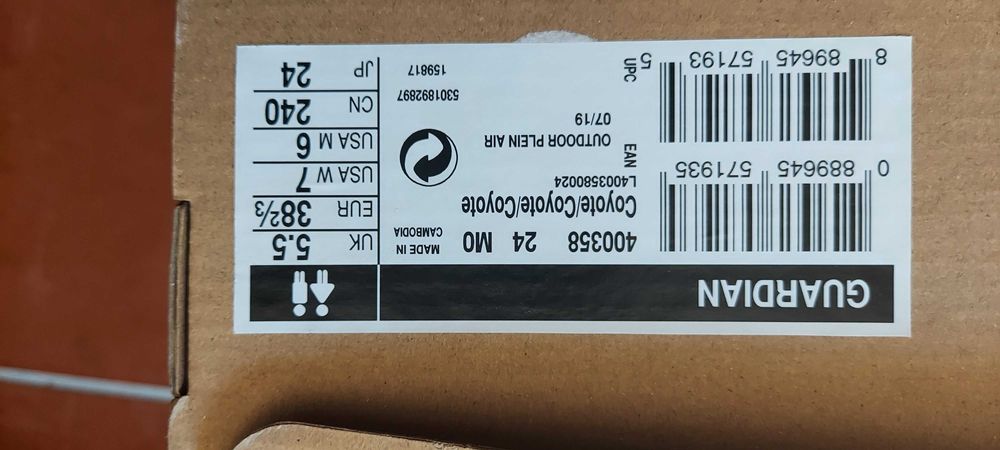 GUARDIAN
400358 24 M0
MADE IN
CAMBODIA
Coyote/Coyote/Coyote
L4003580024
OUTDOOR PLEIN AIR
07/19
5301892897
159817
EAN
0 889645 571935
UPC
8 89645 57193 5
UK 5.5
EUR 38⅔
USA W 7
USA M 6
CN 240
JP 24